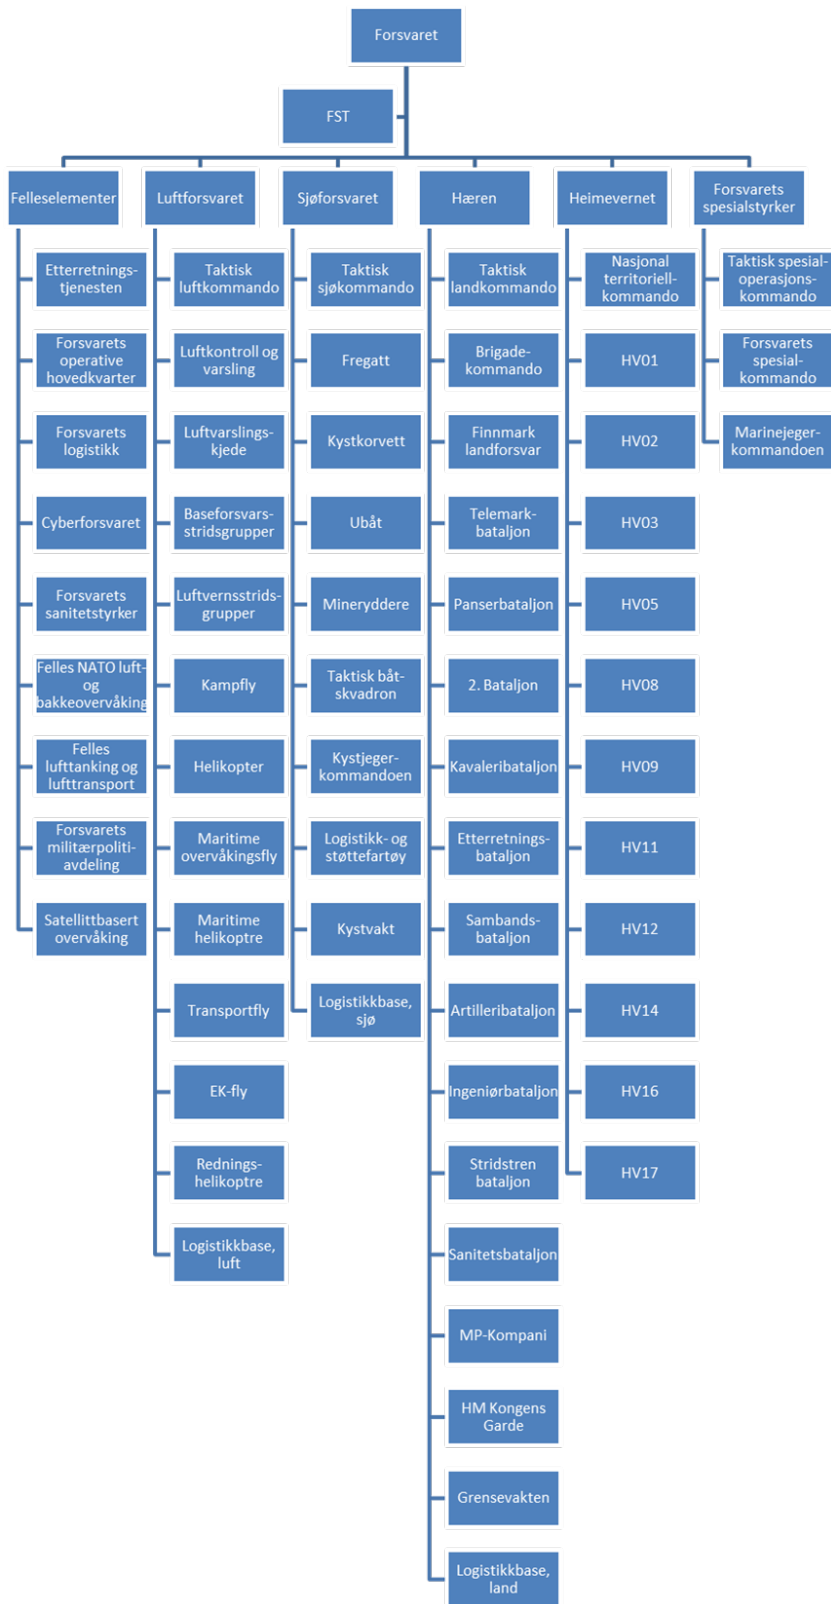 Forsvaret
FST
Felleselementer
Luftforsvaret
Sjøforsvaret
Hæren
Heimevernet
Forsvarets
spesialstyrker
Etterretnings-
tjenesten
Forsvarets
operative
hovedkvarter
Forsvarets
logistikk
Cyberforsvaret
Forsvarets
sanitetstyrker
Felles NATO luft-
og
bakkeovervåking
Felles
lufttanking og
lufttransport
Forsvarets
militærpoliti-
avdeling
Satellittbasert
overvåking
Taktisk
luftkommando
Luftkontroll og
varsling
Luftvarslings-
kjede
Baseforsvars-
stridsgrupper
Luftvernsstrids-
grupper
Kampfly
Helikopter
Maritime
overvåkingsfly
Maritime
helikoptre
Transportfly
EK-fly
Rednings-
helikoptre
Logistikkbase,
luft
Taktisk
sjøkommando
Fregatt
Kystkorvett
Ubåt
Mineryddere
Taktisk båt-
skvadron
Kystjeger-
kommandoen
Logistikk- og
støttefartøy
Kystvakt
Logistikkbase,
sjø
Taktisk
landkommando
Brigade-
kommando
Finnmark
landforsvar
Telemark-
bataljon
Panserbataljon
2. Bataljon
Kavaleribataljon
Etterretnings-
bataljon
Sambands-
bataljon
Artilleribataljon
Ingeniørbataljon
Stridstren
bataljon
Sanitetsbataljon
MP-Kompani
HM Kongens
Garde
Grensevakten
Logistikkbase,
land
Nasjonal
territoriell-
kommando
HV01
HV02
HV03
HV05
HV08
HV09
HV11
HV12
HV14
HV16
HV17
Taktisk spesial-
operasjons-
kommando
Forsvarets
spesial-
kommando
Marinejeger-
kommandoen